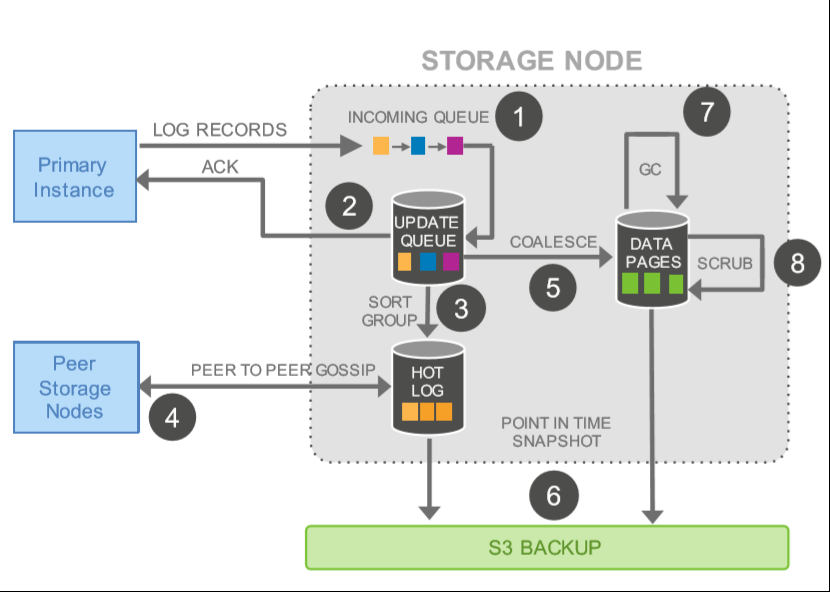 STORAGE NODE
INCOMING QUEUE
1
7
LOG RECORDS
Primary
Instance
ACK
GC
2
UPDATE
QUEUE
COALESCE
DATA
PAGES
SCRUB
8
5
SORT
GROUP
3
Peer
Storage
Nodes
PEER TO PEER GOSSIP
HOT
LOG
4
POINT IN TIME
SNAPSHOT
6
S3 BACKUP